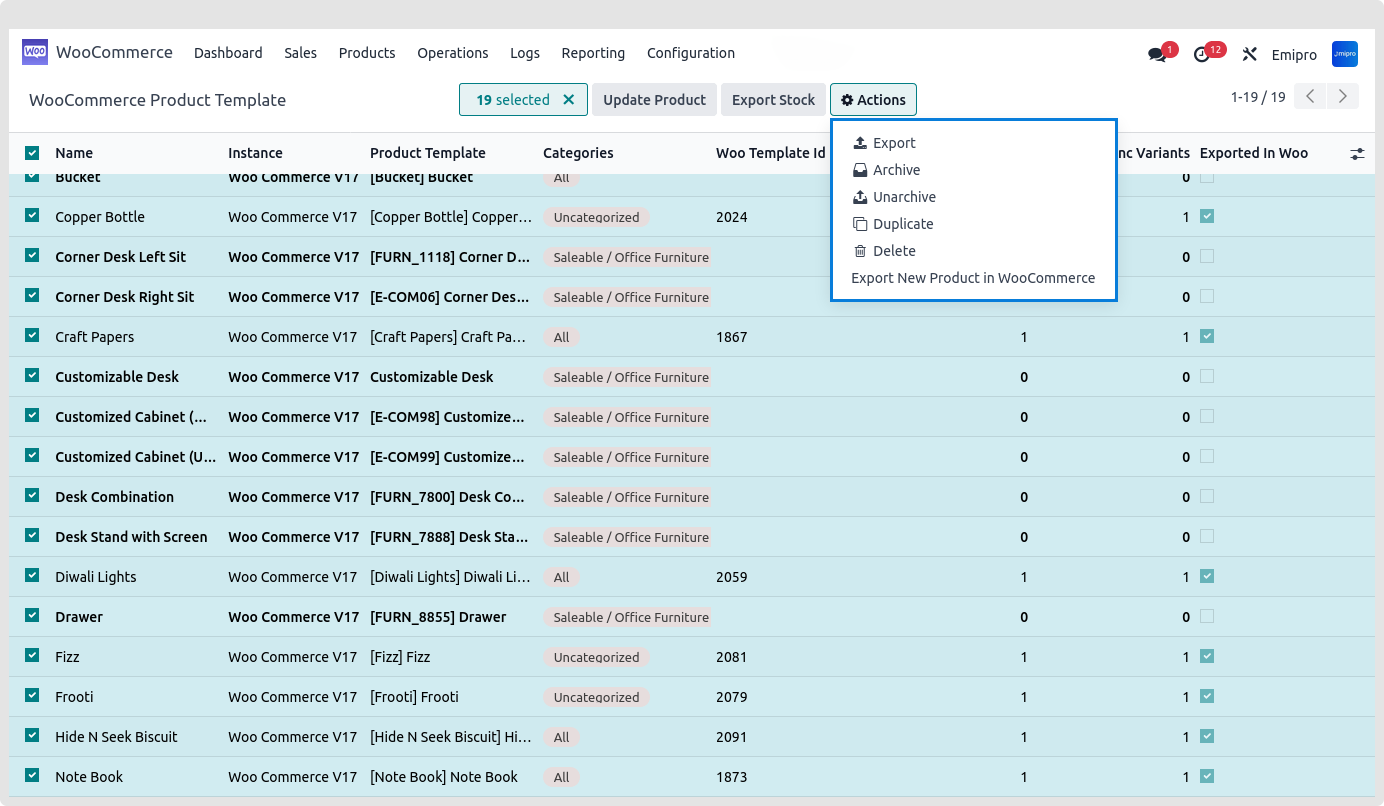 WOO WooCommerce Dashboard Sales Products Operations Logs Reporting Configuration 1 12 Emipro Emipro
WooCommerce Product Template 19 selected Update Product Export Stock Actions 1-19 / 19
Export
Archive
Unarchive
Duplicate
Delete
Export New Product in WooCommerce
Name Instance Product Template Categories Woo Template Id nc Variants Exported In Woo
Bucket Woo Commerce V17 [Bucket] Bucket All 0
Copper Bottle Woo Commerce V17 [Copper Bottle] Copper... Uncategorized 2024 1
Corner Desk Left Sit Woo Commerce V17 [FURN_1118] Corner D... Saleable / Office Furniture 0
Corner Desk Right Sit Woo Commerce V17 [E-COM06] Corner Des... Saleable / Office Furniture 0
Craft Papers Woo Commerce V17 [Craft Papers] Craft Pa... All 1867 1 1
Customizable Desk Woo Commerce V17 Customizable Desk Saleable / Office Furniture 0 0
Customized Cabinet (... Woo Commerce V17 [E-COM98] Customize... Saleable / Office Furniture 0 0
Customized Cabinet (U... Woo Commerce V17 [E-COM99] Customize... Saleable / Office Furniture 0 0
Desk Combination Woo Commerce V17 [FURN_7800] Desk Co... Saleable / Office Furniture 0 0
Desk Stand with Screen Woo Commerce V17 [FURN_7888] Desk Sta... Saleable / Office Furniture 0 0
Diwali Lights Woo Commerce V17 [Diwali Lights] Diwali Li... All 2059 1 1
Drawer Woo Commerce V17 [FURN_8855] Drawer Saleable / Office Furniture 0 0
Fizz Woo Commerce V17 [Fizz] Fizz Uncategorized 2081 1 1
Frooti Woo Commerce V17 [Frooti] Frooti Uncategorized 2079 1 1
Hide N Seek Biscuit Woo Commerce V17 [Hide N Seek Biscuit] Hi... All 2091 1 1
Note Book Woo Commerce V17 [Note Book] Note Book All 1873 1 1